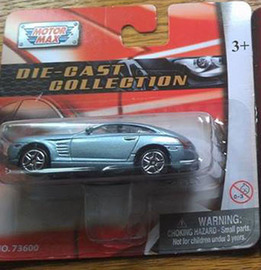 MOTOR
MAX
3+
DIE-CAST
COLLECTION
0-3
WARNING:
CHOKING HAZARD - Small parts.
Not for children under 3 years.
NO. 73600